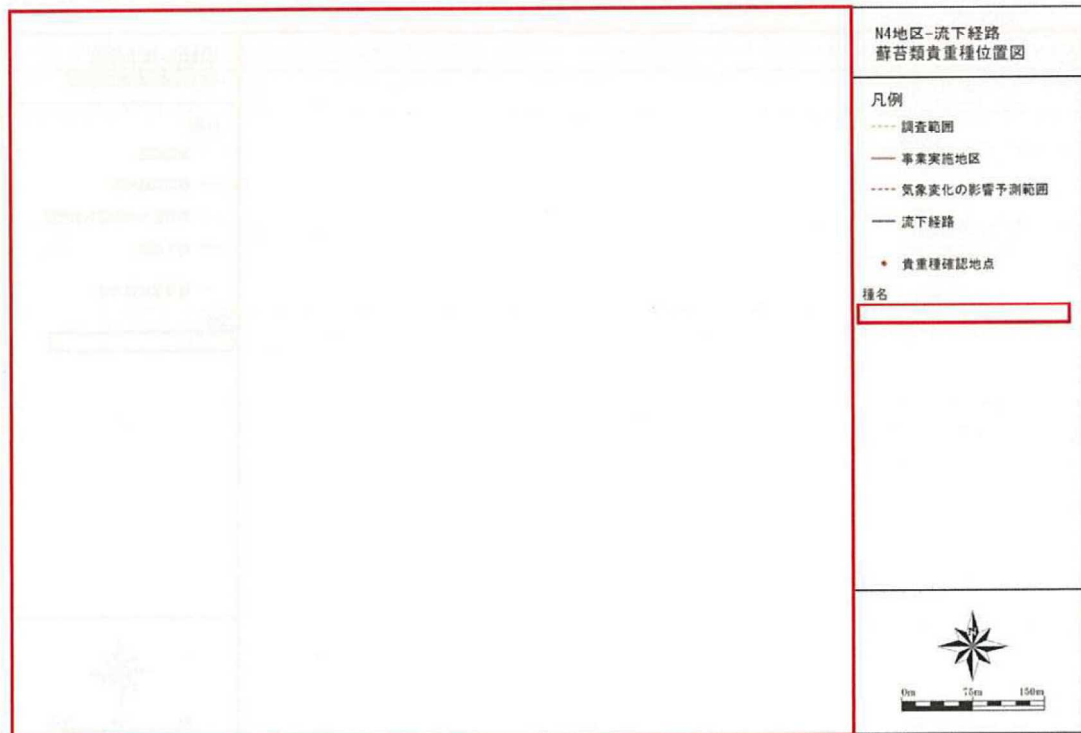 N4地区-流下経路
蘚苔類貴重種位置図
凡例
調査範囲
事業実施地区
気象変化の影響予測範囲
流下経路
貴重種確認地点
種名
N
0m 75m 150m